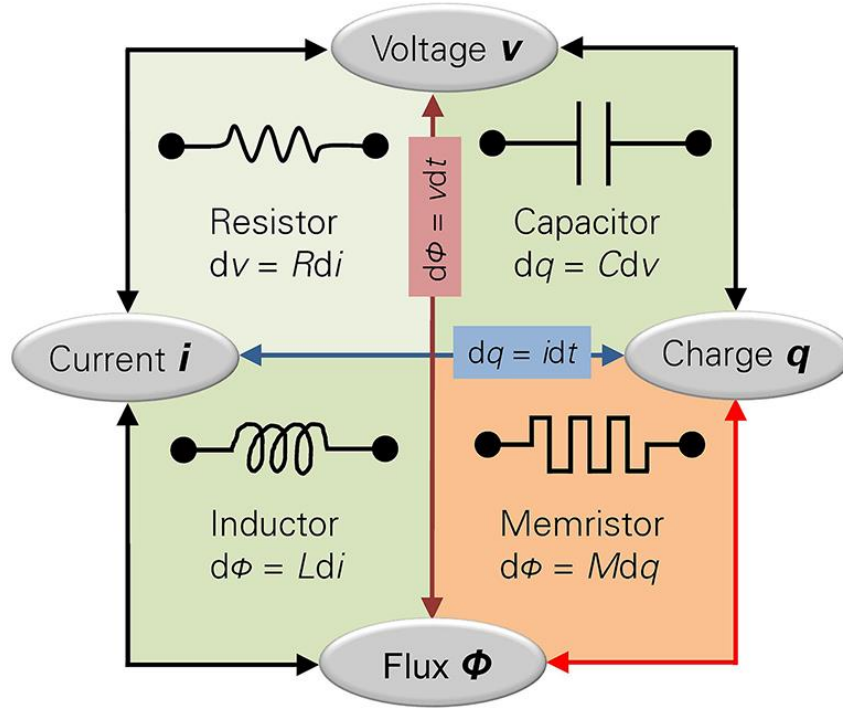 Voltage v
Resistor
dv = Rdi
dΦ = vdt
Capacitor
dq = Cdv
Current i
dq = idt
Charge q
Inductor
dΦ = Ldi
Memristor
dΦ = Mdq
Flux Φ